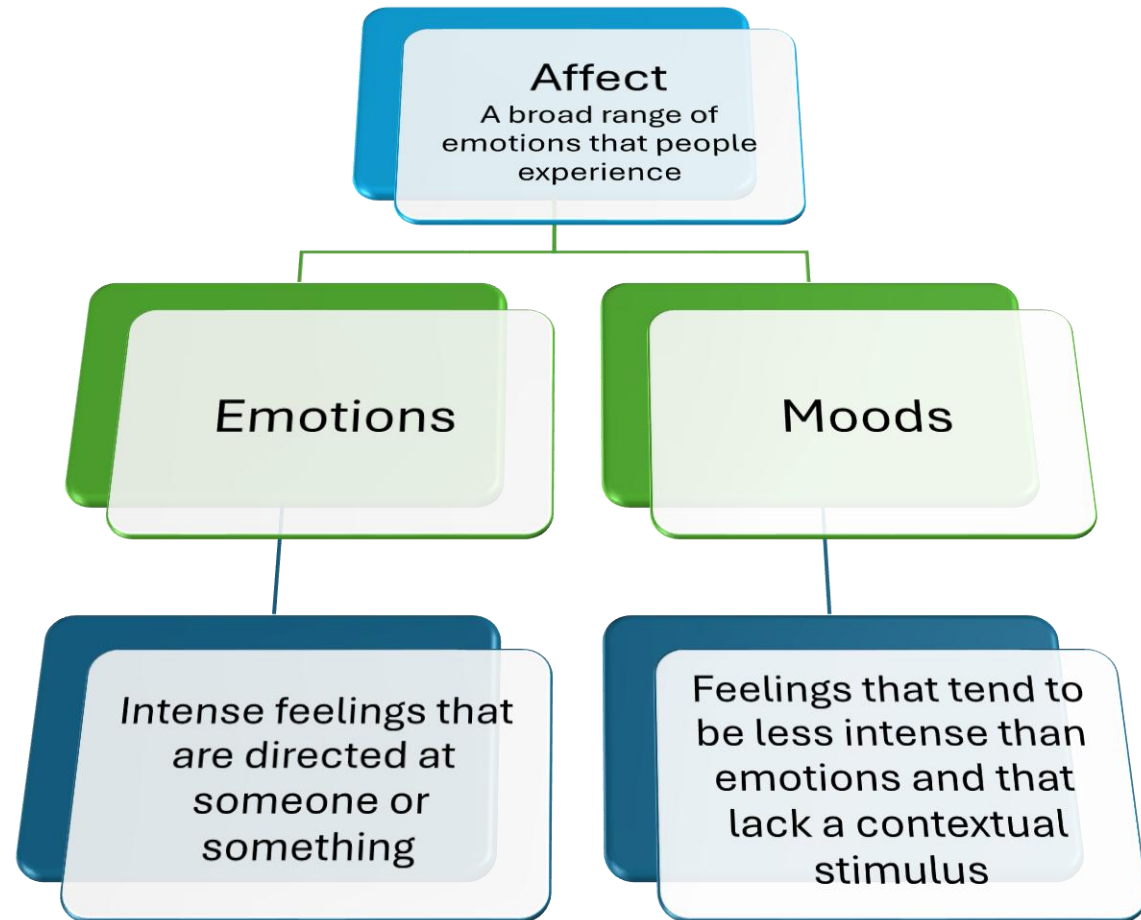 Affect
A broad range of
emotions that people
experience
Emotions
Moods
Intense feelings that
are directed at
someone or
something
Feelings that tend to
be less intense than
emotions and that
lack a contextual
stimulus